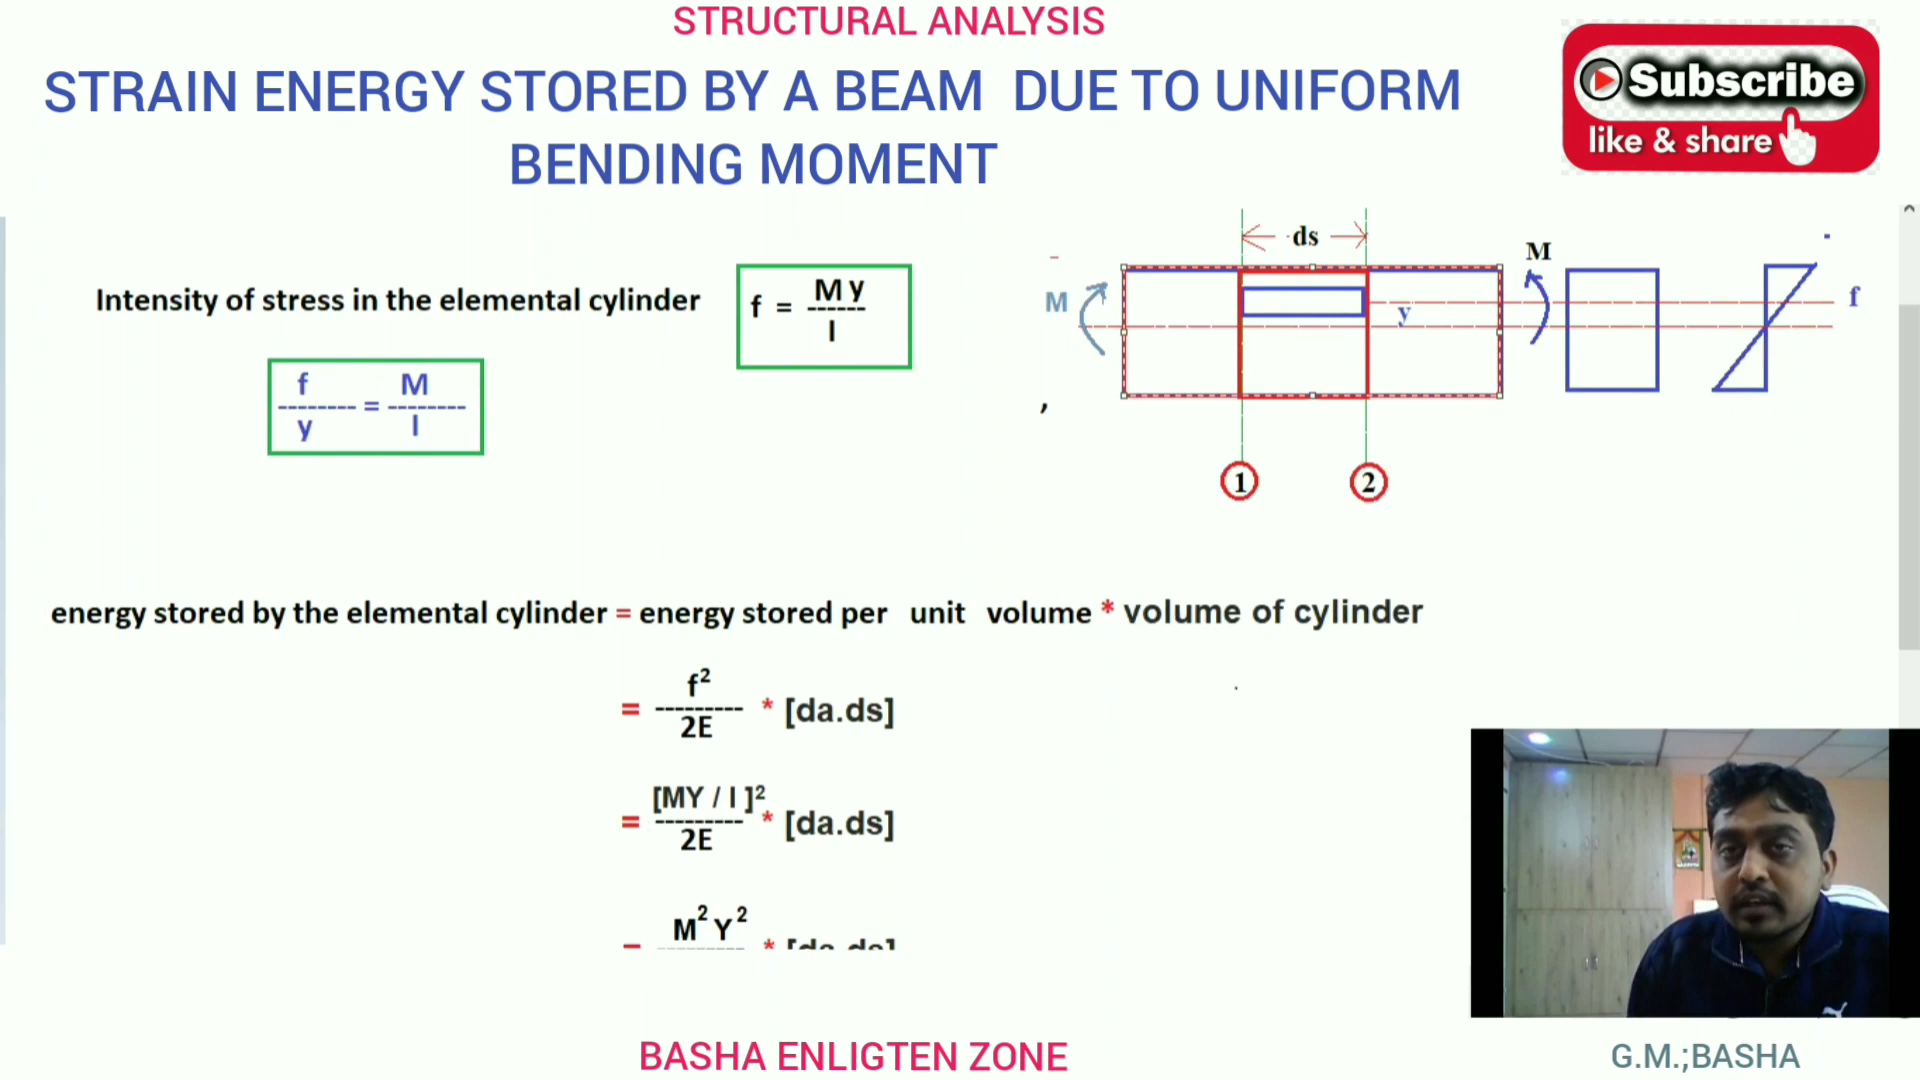 STRUCTURAL ANALYSIS
STRAIN ENERGY STORED BY A BEAM DUE TO UNIFORM
BENDING MOMENT
Subscribe
like & share
Intensity of stress in the elemental cylinder
f = M y
--------
I
f / y = M / I
ds
M
M
y
f
1
2
,
energy stored by the elemental cylinder = energy stored per unit volume * volume of cylinder
= f² / 2E * [da.ds]
= [MY / I ]² / 2E * [da.ds]
= M² Y² * [da.ds]
BASHA ENLIGTEN ZONE
G.M.;BASHA